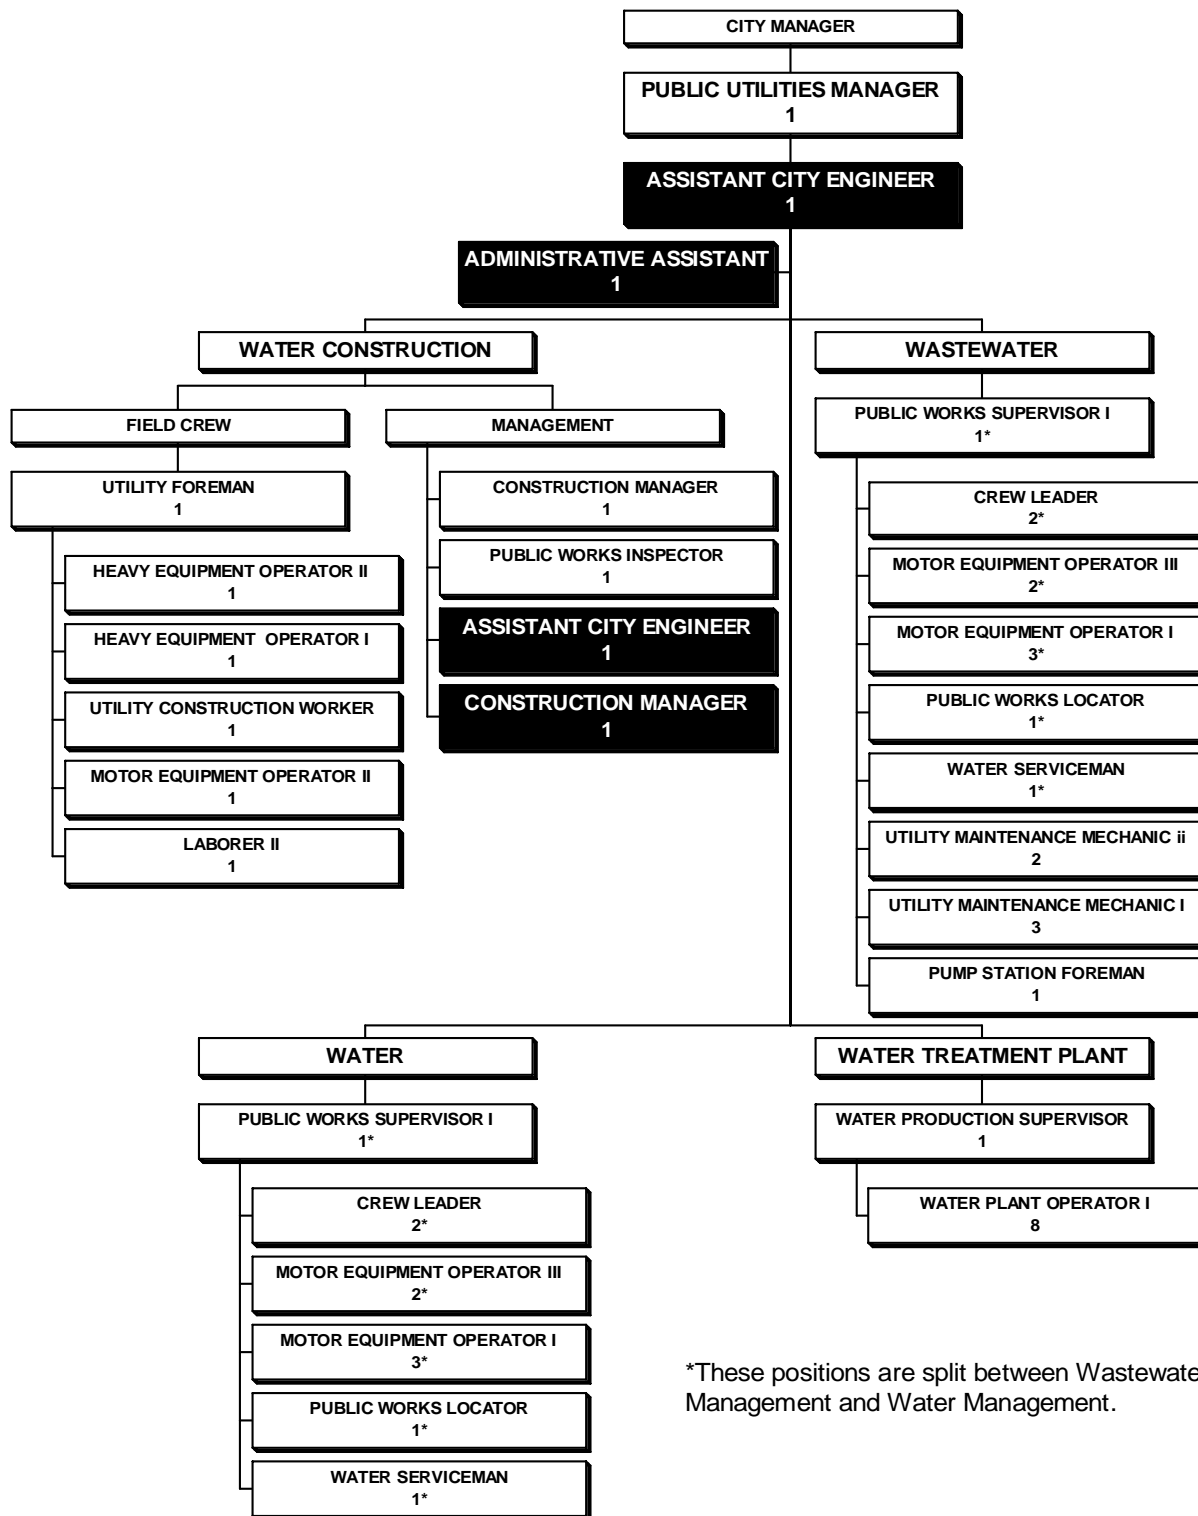 CITY MANAGER
PUBLIC UTILITIES MANAGER
1
ASSISTANT CITY ENGINEER
1
ADMINISTRATIVE ASSISTANT
1
WATER CONSTRUCTION
FIELD CREW
UTILITY FOREMAN
1
HEAVY EQUIPMENT OPERATOR II
1
HEAVY EQUIPMENT OPERATOR I
1
UTILITY CONSTRUCTION WORKER
1
MOTOR EQUIPMENT OPERATOR II
1
LABORER II
1
MANAGEMENT
CONSTRUCTION MANAGER
1
PUBLIC WORKS INSPECTOR
1
ASSISTANT CITY ENGINEER
1
CONSTRUCTION MANAGER
1
WASTEWATER
PUBLIC WORKS SUPERVISOR I
1*
CREW LEADER
2*
MOTOR EQUIPMENT OPERATOR III
2*
MOTOR EQUIPMENT OPERATOR I
3*
PUBLIC WORKS LOCATOR
1*
WATER SERVICEMAN
1*
UTILITY MAINTENANCE MECHANIC ii
2
UTILITY MAINTENANCE MECHANIC I
3
PUMP STATION FOREMAN
1
WATER
PUBLIC WORKS SUPERVISOR I
1*
CREW LEADER
2*
MOTOR EQUIPMENT OPERATOR III
2*
MOTOR EQUIPMENT OPERATOR I
3*
PUBLIC WORKS LOCATOR
1*
WATER SERVICEMAN
1*
WATER TREATMENT PLANT
WATER PRODUCTION SUPERVISOR
1
WATER PLANT OPERATOR I
8
*These positions are split between Wastewate
Management and Water Management.